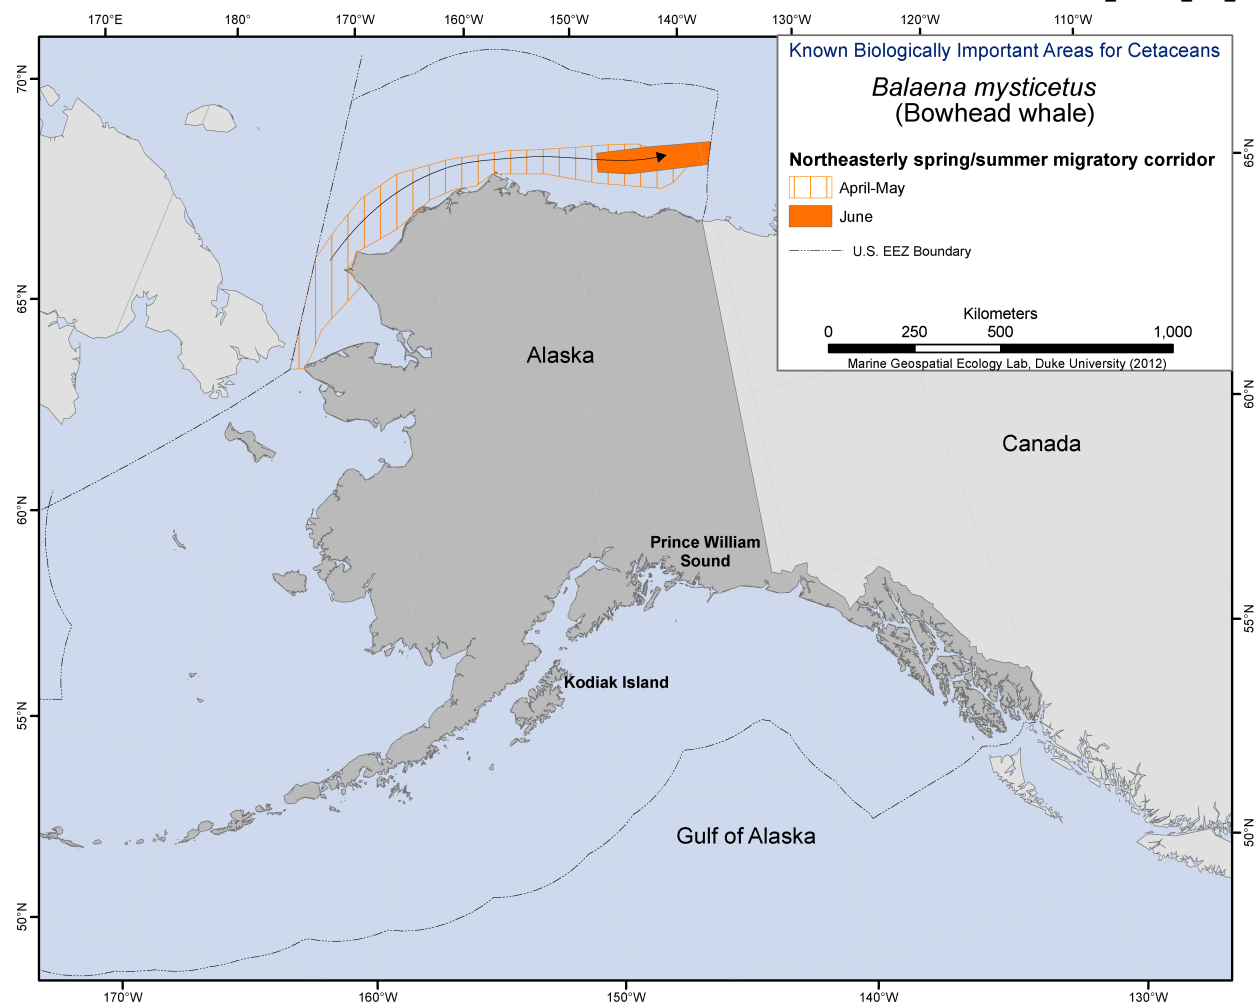 170°E 180° 170°W 160°W 150°W 140°W 130°W 120°W 110°W
Known Biologically Important Areas for Cetaceans
Balaena mysticetus
(Bowhead whale)
Northeasterly spring/summer migratory corridor
April-May
June
U.S. EEZ Boundary
Kilometers
0 250 500 1,000
Marine Geospatial Ecology Lab, Duke University (2012)
70°N
65°N
60°N
55°N
50°N
65°N
60°N
55°N
50°N
Alaska
Canada
Prince William
Sound
Kodiak Island
Gulf of Alaska
170°W 160°W 150°W 140°W 130°W